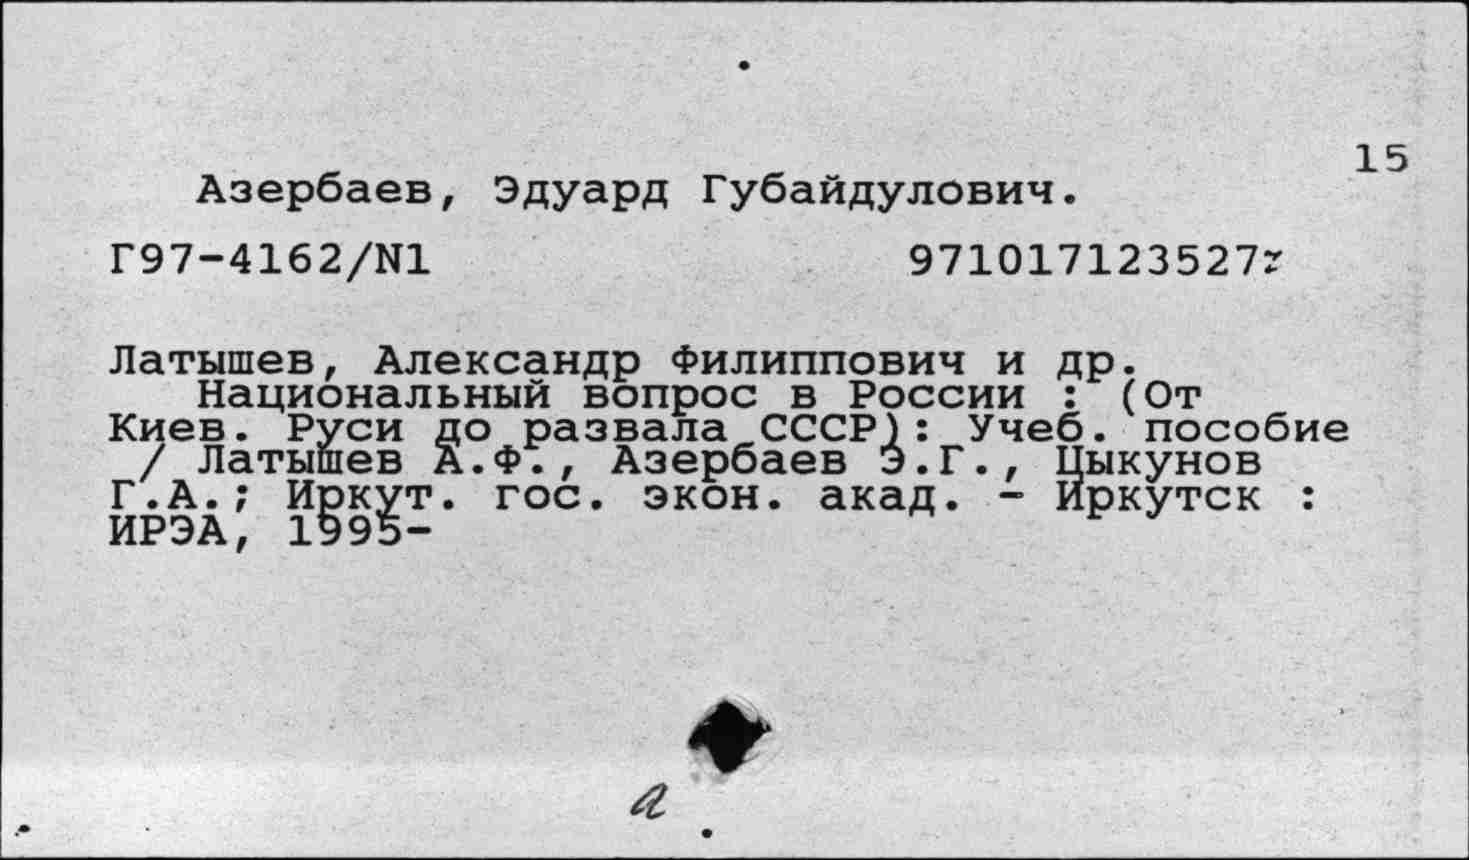 15
Азербаев, Эдуард Губайдулович.
Г97-4162/N1 971017123527z
Латышев, Александр Филиппович и др.
Национальный вопрос в России : (От
Киев. Руси до развала СССР): Учеб. пособие
/ Латышев А.Ф., Азербаев Э.Г., Цыкунов
Г.А.; Иркут. гос. экон. акад. - Иркутск :
ИРЭА, 1995-
а